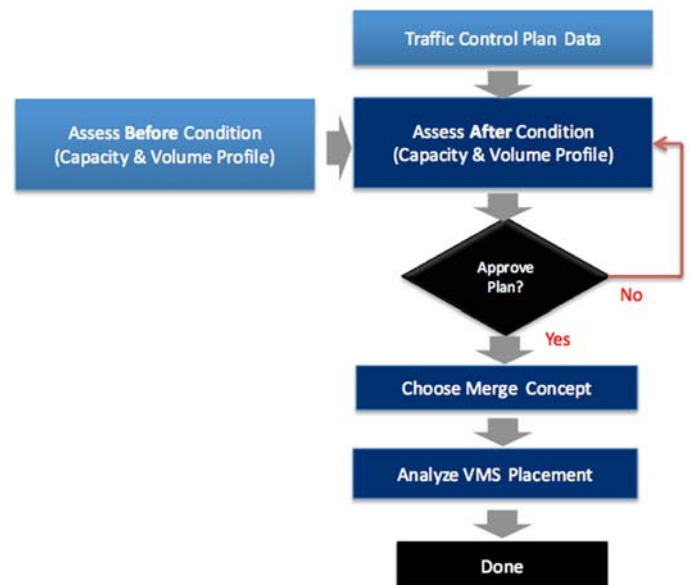 Traffic Control Plan Data
Assess Before Condition
(Capacity & Volume Profile)
Assess After Condition
(Capacity & Volume Profile)
Approve
Plan?
No
Yes
Choose Merge Concept
Analyze VMS Placement
Done